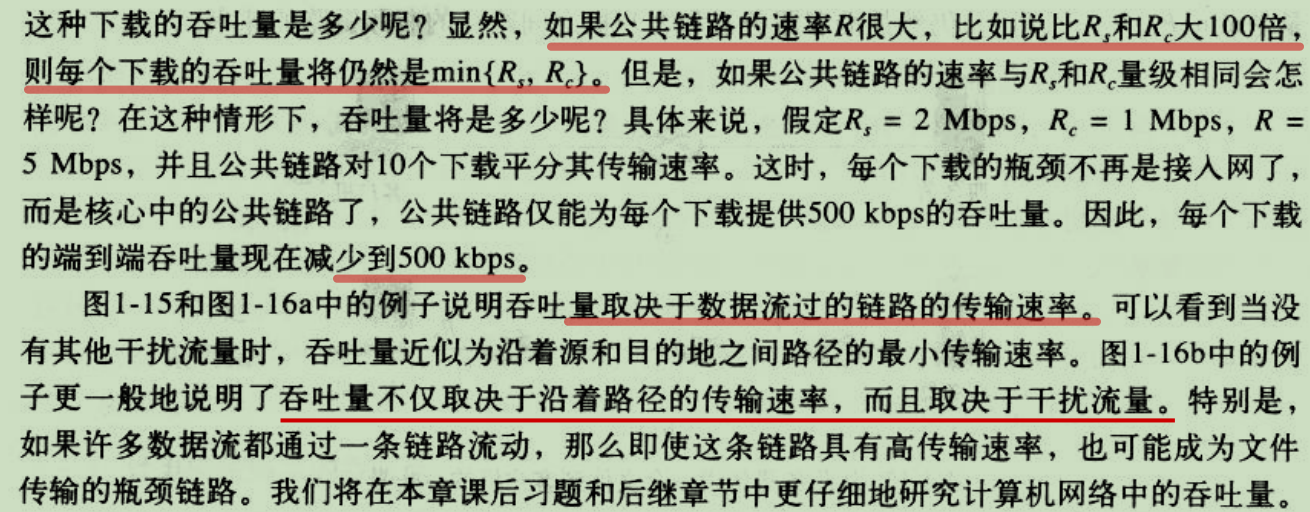 这种下载的吞吐量是多少呢？显然，如果公共链路的速率R很大，比如说比Rs和Rc大100倍，
则每个下载的吞吐量将仍然是min{Rs, Rc}。但是，如果公共链路的速率与Rs和Rc量级相同会怎
样呢？在这种情形下，吞吐量将是多少呢？具体来说，假定Rs = 2 Mbps，Rc = 1 Mbps，R =
5 Mbps，并且公共链路对10个下载平分其传输速率。这时，每个下载的瓶颈不再是接入网了，
而是核心中的公共链路了，公共链路仅能为每个下载提供500 kbps的吞吐量。因此，每个下载
的端到端吞吐量现在减少到500 kbps。
图1-15和图1-16a中的例子说明吞吐量取决于数据流过的链路的传输速率。可以看到当没
有其他干扰流量时，吞吐量近似为沿着源和目的地之间路径的最小传输速率。图1-16b中的例
子更一般地说明了吞吐量不仅取决于沿着路径的传输速率，而且取决于干扰流量。特别是，
如果许多数据流都通过一条链路流动，那么即使这条链路具有高传输速率，也可能成为文件
传输的瓶颈链路。我们将在本章课后习题和后继章节中更仔细地研究计算机网络中的吞吐量。